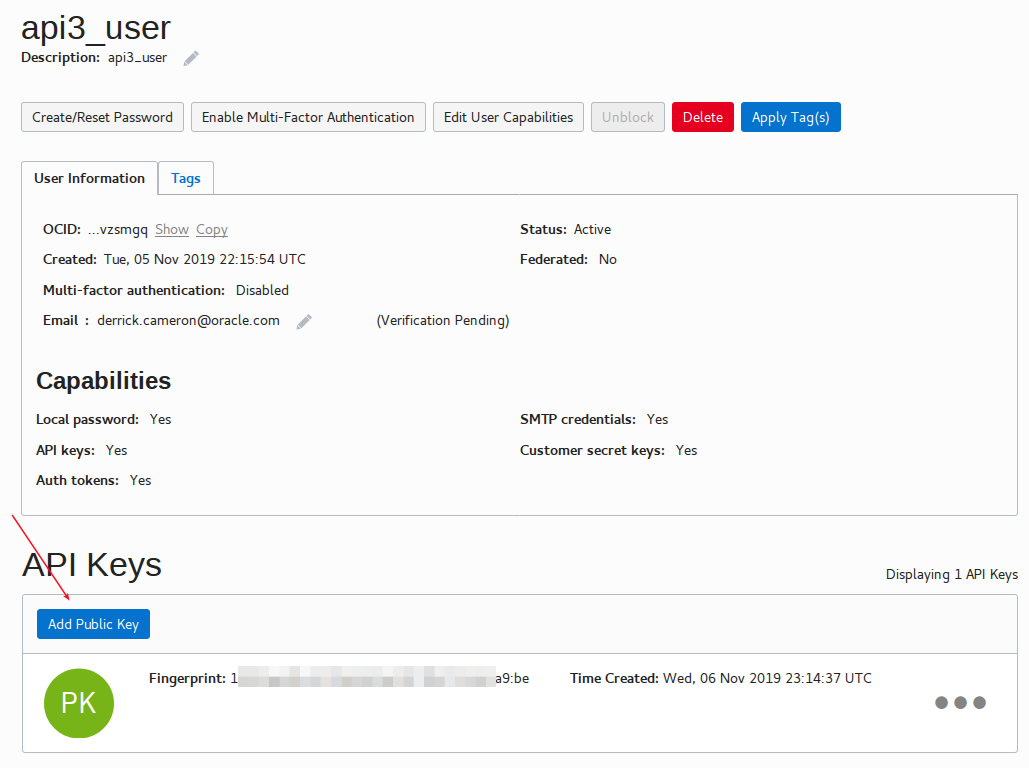 api3_user
Description: api3_user
Create/Reset Password Enable Multi-Factor Authentication Edit User Capabilities Unblock Delete Apply Tag(s)
User Information Tags
OCID: ...vzsmgq Show Copy Status: Active
Created: Tue, 05 Nov 2019 22:15:54 UTC Federated: No
Multi-factor authentication: Disabled
Email : derrick.cameron@oracle.com (Verification Pending)
Capabilities
Local password: Yes SMTP credentials: Yes
API keys: Yes Customer secret keys: Yes
Auth tokens: Yes
API Keys
Displaying 1 API Keys
Add Public Key
PK Fingerprint: 1 a9:be Time Created: Wed, 06 Nov 2019 23:14:37 UTC